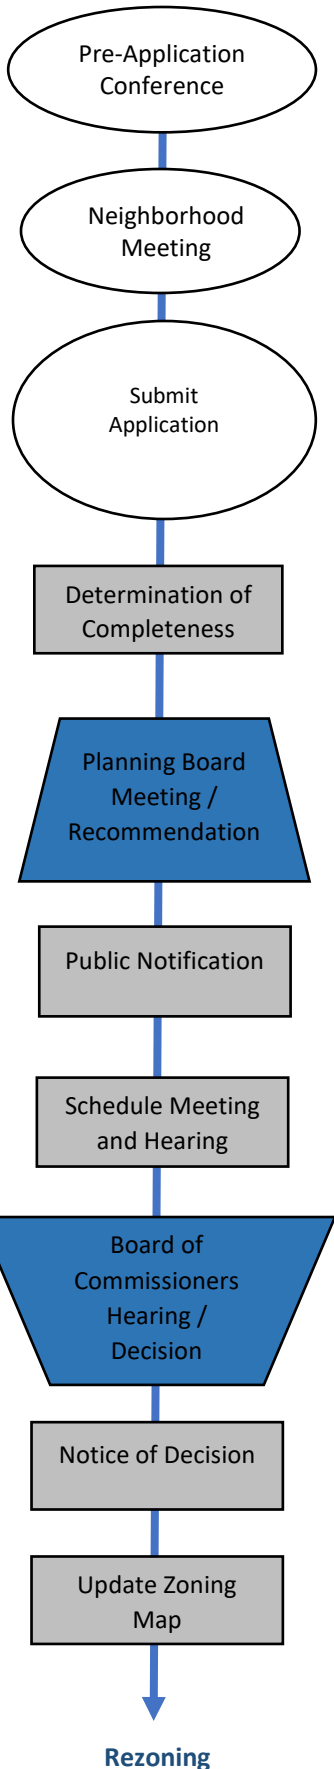 Pre-Application
Conference
Neighborhood
Meeting
Submit
Application
Determination of
Completeness
Planning Board
Meeting /
Recommendation
Public Notification
Schedule Meeting
and Hearing
Board of
Commissioners
Hearing /
Decision
Notice of Decision
Update Zoning
Map
Rezoning